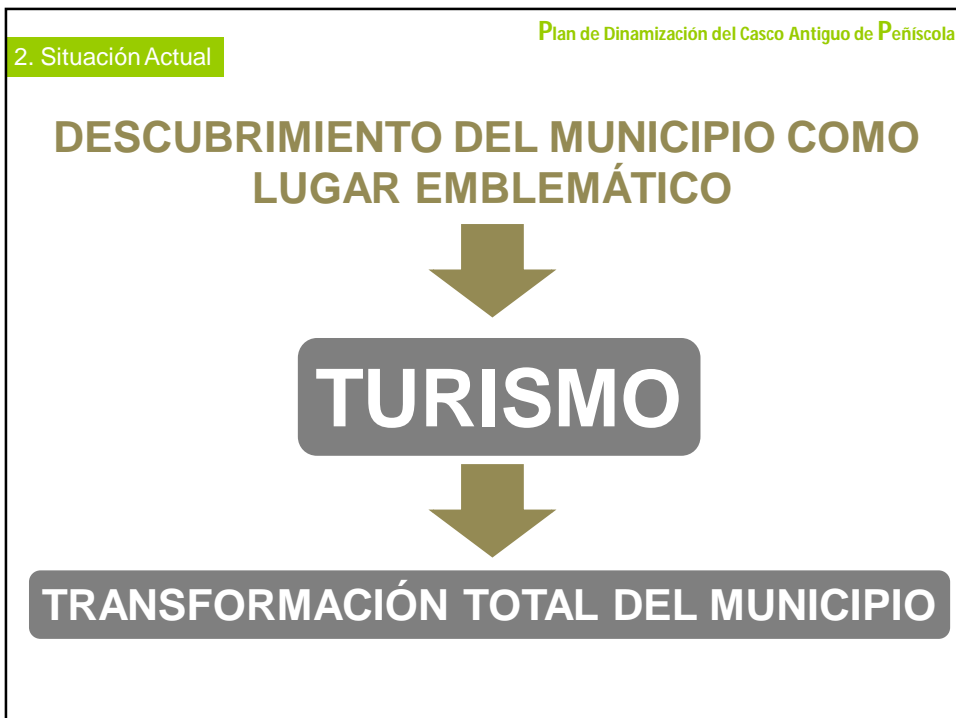 Plan de Dinamización del Casco Antiguo de Peñíscola
2. Situación Actual
DESCUBRIMIENTO DEL MUNICIPIO COMO
LUGAR EMBLEMÁTICO
TURISMO
TRANSFORMACIÓN TOTAL DEL MUNICIPIO